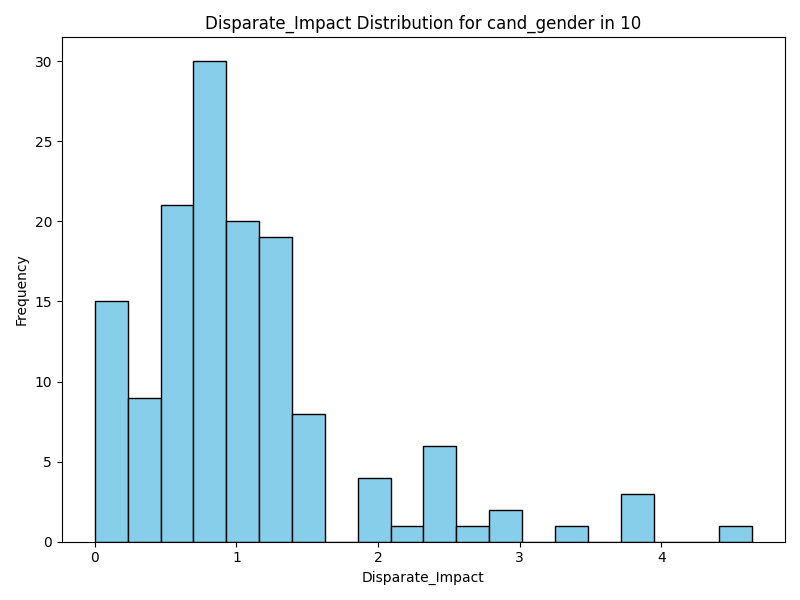 Disparate_Impact Distribution for cand_gender in 10
Frequency
30
25
20
15
10
5
0
0 1 2 3 4
Disparate_Impact